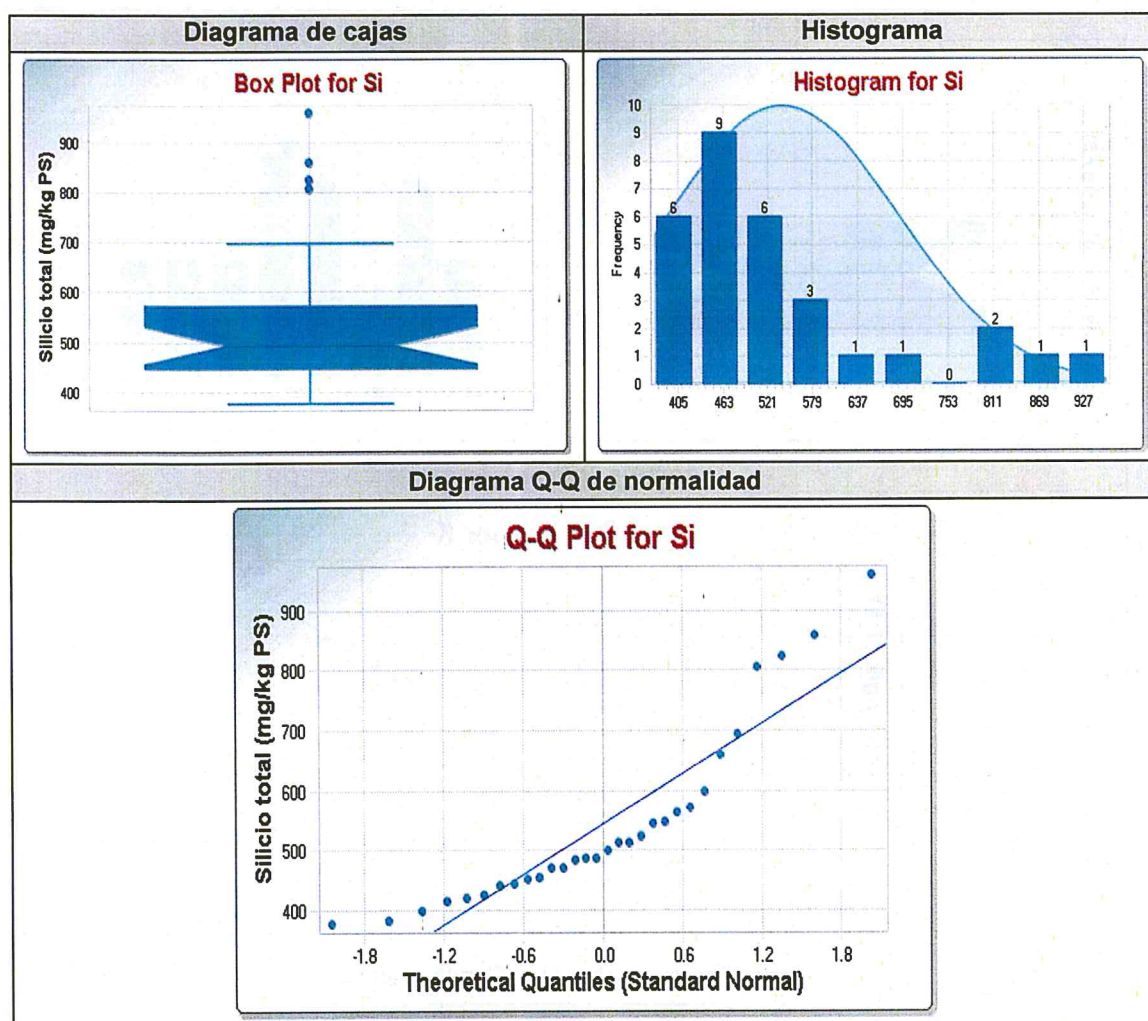 Diagrama de cajas
Histograma
Box Plot for Si
Silicio total (mg/kg PS)
900
800
700
600
500
400
Histogram for Si
Frequency
10
9
8
7
6
5
4
3
2
1
0
6
9
6
3
1
1
0
2
1
1
405 463 521 579 637 695 753 811 869 927
Diagrama Q-Q de normalidad
Q-Q Plot for Si
Silicio total (mg/kg PS)
900
800
700
600
500
400
-1.8 -1.2 -0.6 0.0 0.6 1.2 1.8
Theoretical Quantiles (Standard Normal)